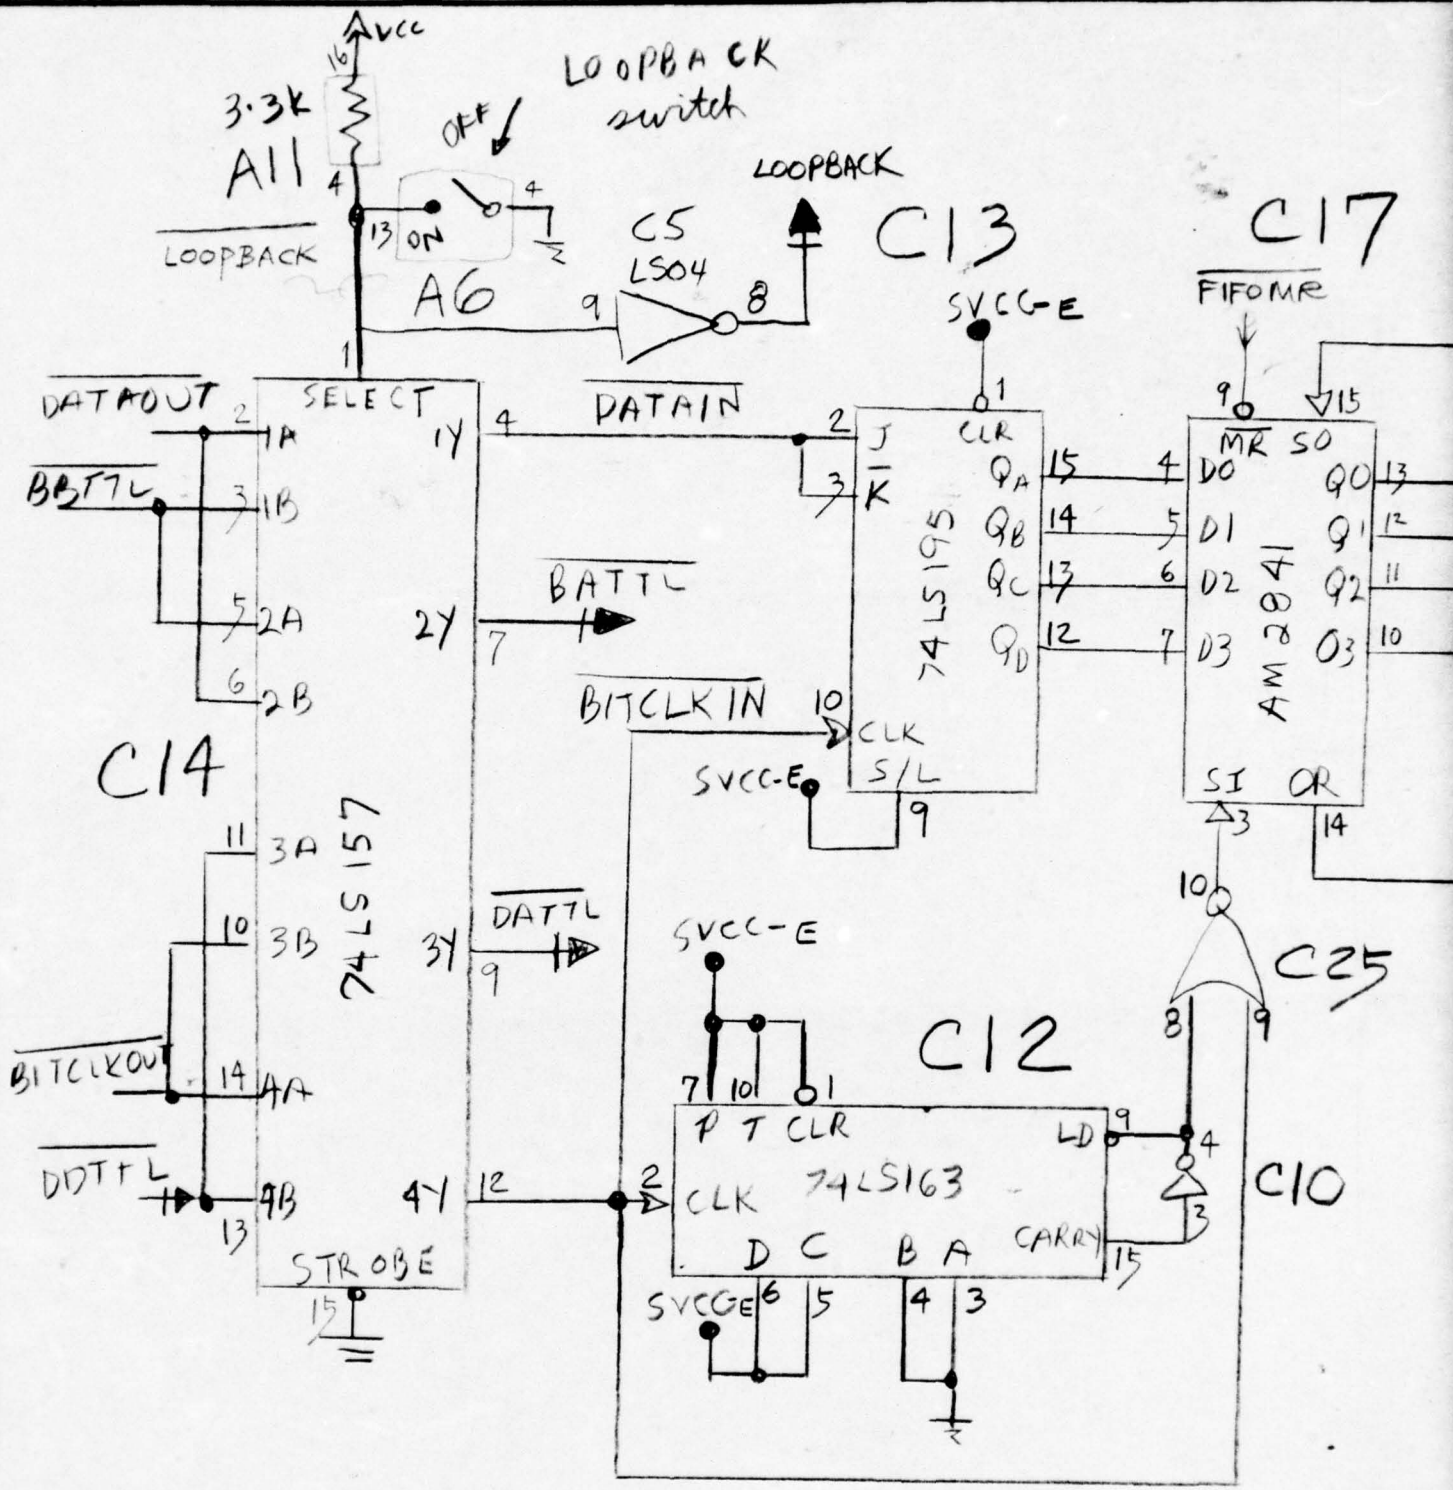 VCC
16
3.3K
A11
4
LOOPBACK
switch
OFF
4
13
ON
A6
LOOPBACK
C5
LS04
9
8
LOOPBACK
1
C13
SVCC-E
1
C17
FIFOMR
9
15
DATAOUT
2
1A
SELECT
1Y
4
DATAIN
2
J
CLR
3
K
QA
15
4
D0
MR
SO
Q0
13
BBTTL
3
1B
QB
14
5
D1
Q1
12
QC
13
6
D2
Q2
11
QD
12
7
D3
O3
10
74LS195
AM2841
5
2A
2Y
7
BATTL
6
2B
BITCLKIN
10
CLK
S/L
9
SVCC-E
SI
3
OR
14
C14
74LS157
11
3A
10
3B
3Y
9
DATTL
10
C25
8
9
SVCC-E
C12
7
10
1
P
T
CLR
LD
9
4
BITCLKOUT
14
4A
DDTTL
13
4B
4Y
12
2
CLK
74LS163
3
C10
CARRY
15
D
C
B
A
STROBE
15
SVCCE
6
5
4
3